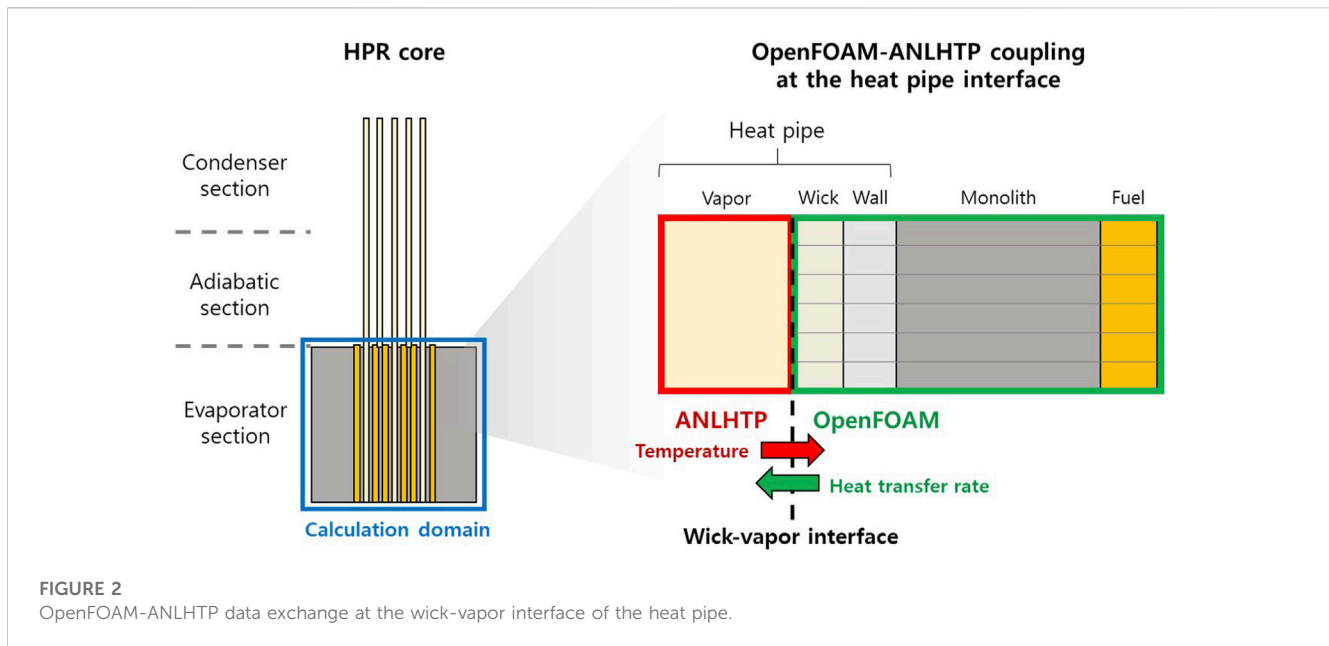 HPR core
Condenser
section
Adiabatic
section
Evaporator
section
Calculation domain
OpenFOAM-ANLHTP coupling
at the heat pipe interface
Heat pipe
Vapor Wick Wall Monolith Fuel
ANLHTP OpenFOAM
Temperature
Heat transfer rate
Wick-vapor interface
FIGURE 2
OpenFOAM-ANLHTP data exchange at the wick-vapor interface of the heat pipe.